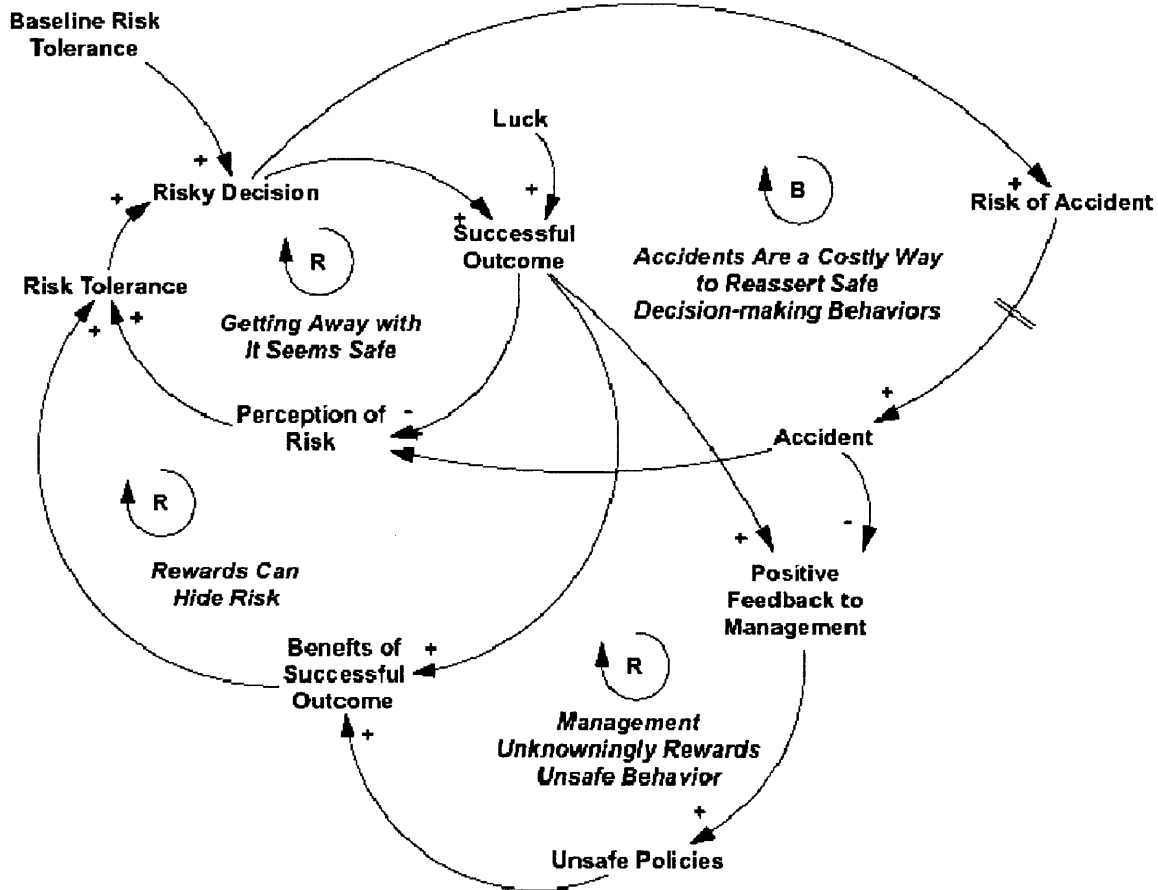 Baseline Risk
Tolerance
Luck
+
+
Risky Decision
+
+
Successful
Outcome
R
B
+
Risk of Accident
+
Risk Tolerance
+
+
Getting Away with
It Seems Safe
Accidents Are a Costly Way
to Reassert Safe
Decision-making Behaviors
Perception of
Risk
-
+
+
Accident
R
Rewards Can
Hide Risk
+
-
Positive
Feedback to
Management
Benefts of
Successful
Outcome
+
+
R
Management
Unknowningly Rewards
Unsafe Behavior
+
Unsafe Policies